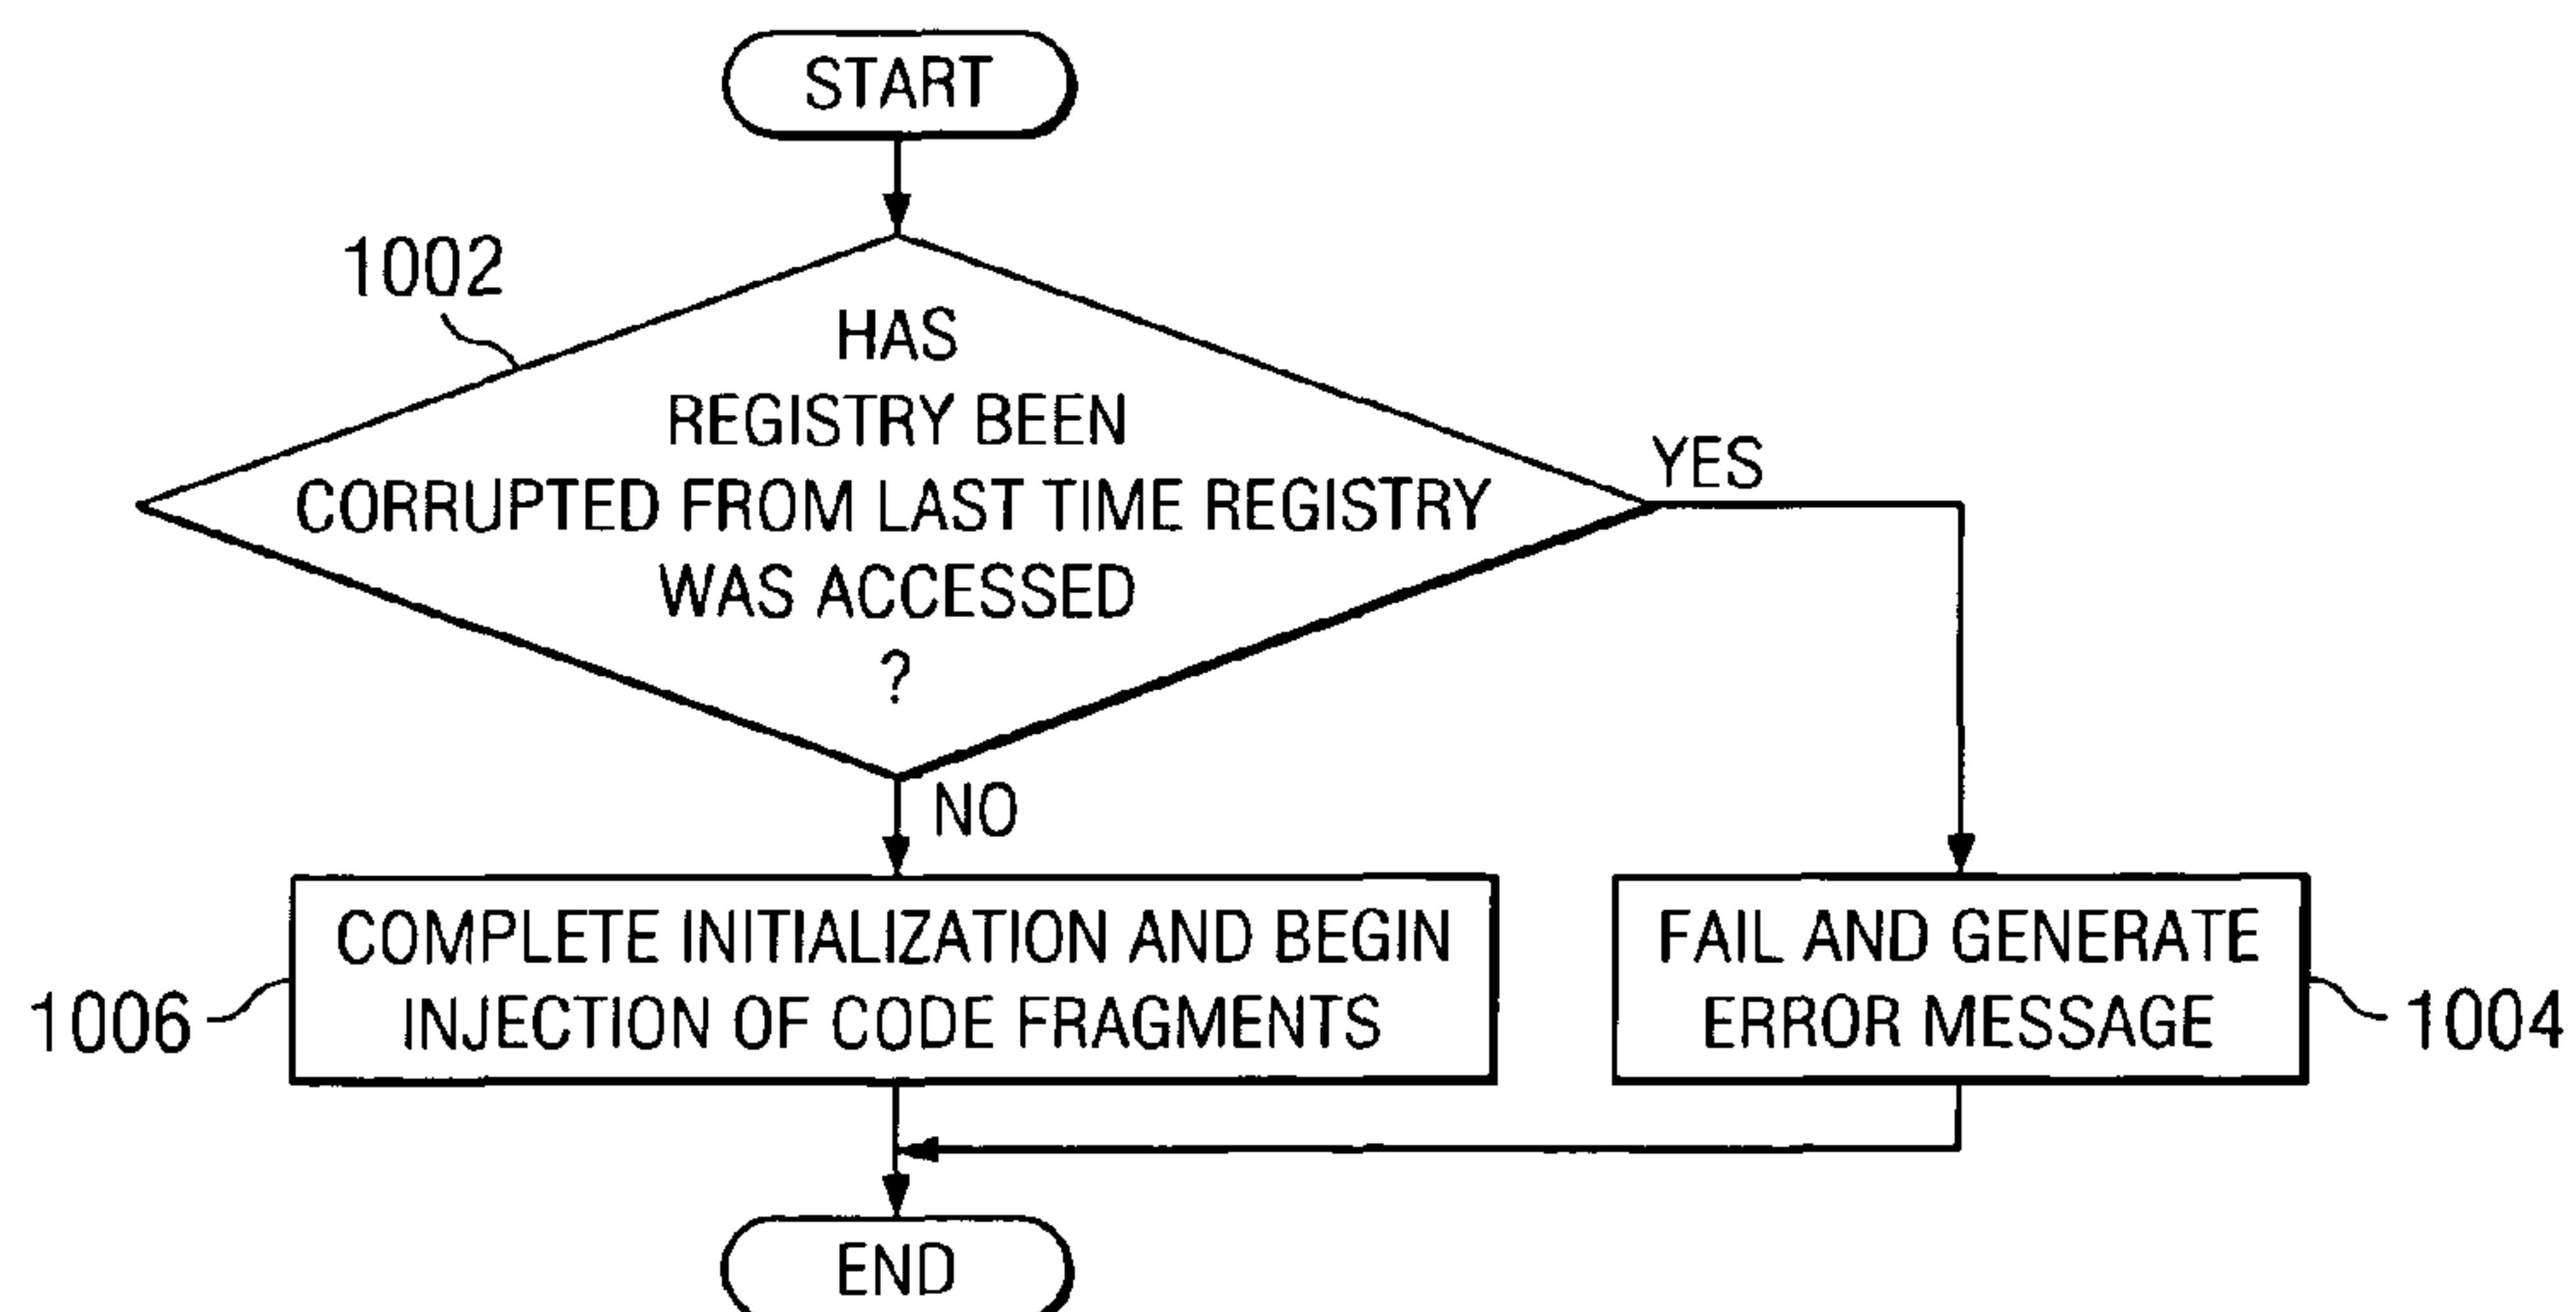 START
1002
HAS
REGISTRY BEEN
CORRUPTED FROM LAST TIME REGISTRY
WAS ACCESSED
?
YES
NO
COMPLETE INITIALIZATION AND BEGIN
INJECTION OF CODE FRAGMENTS
1006
FAIL AND GENERATE
ERROR MESSAGE
1004
END